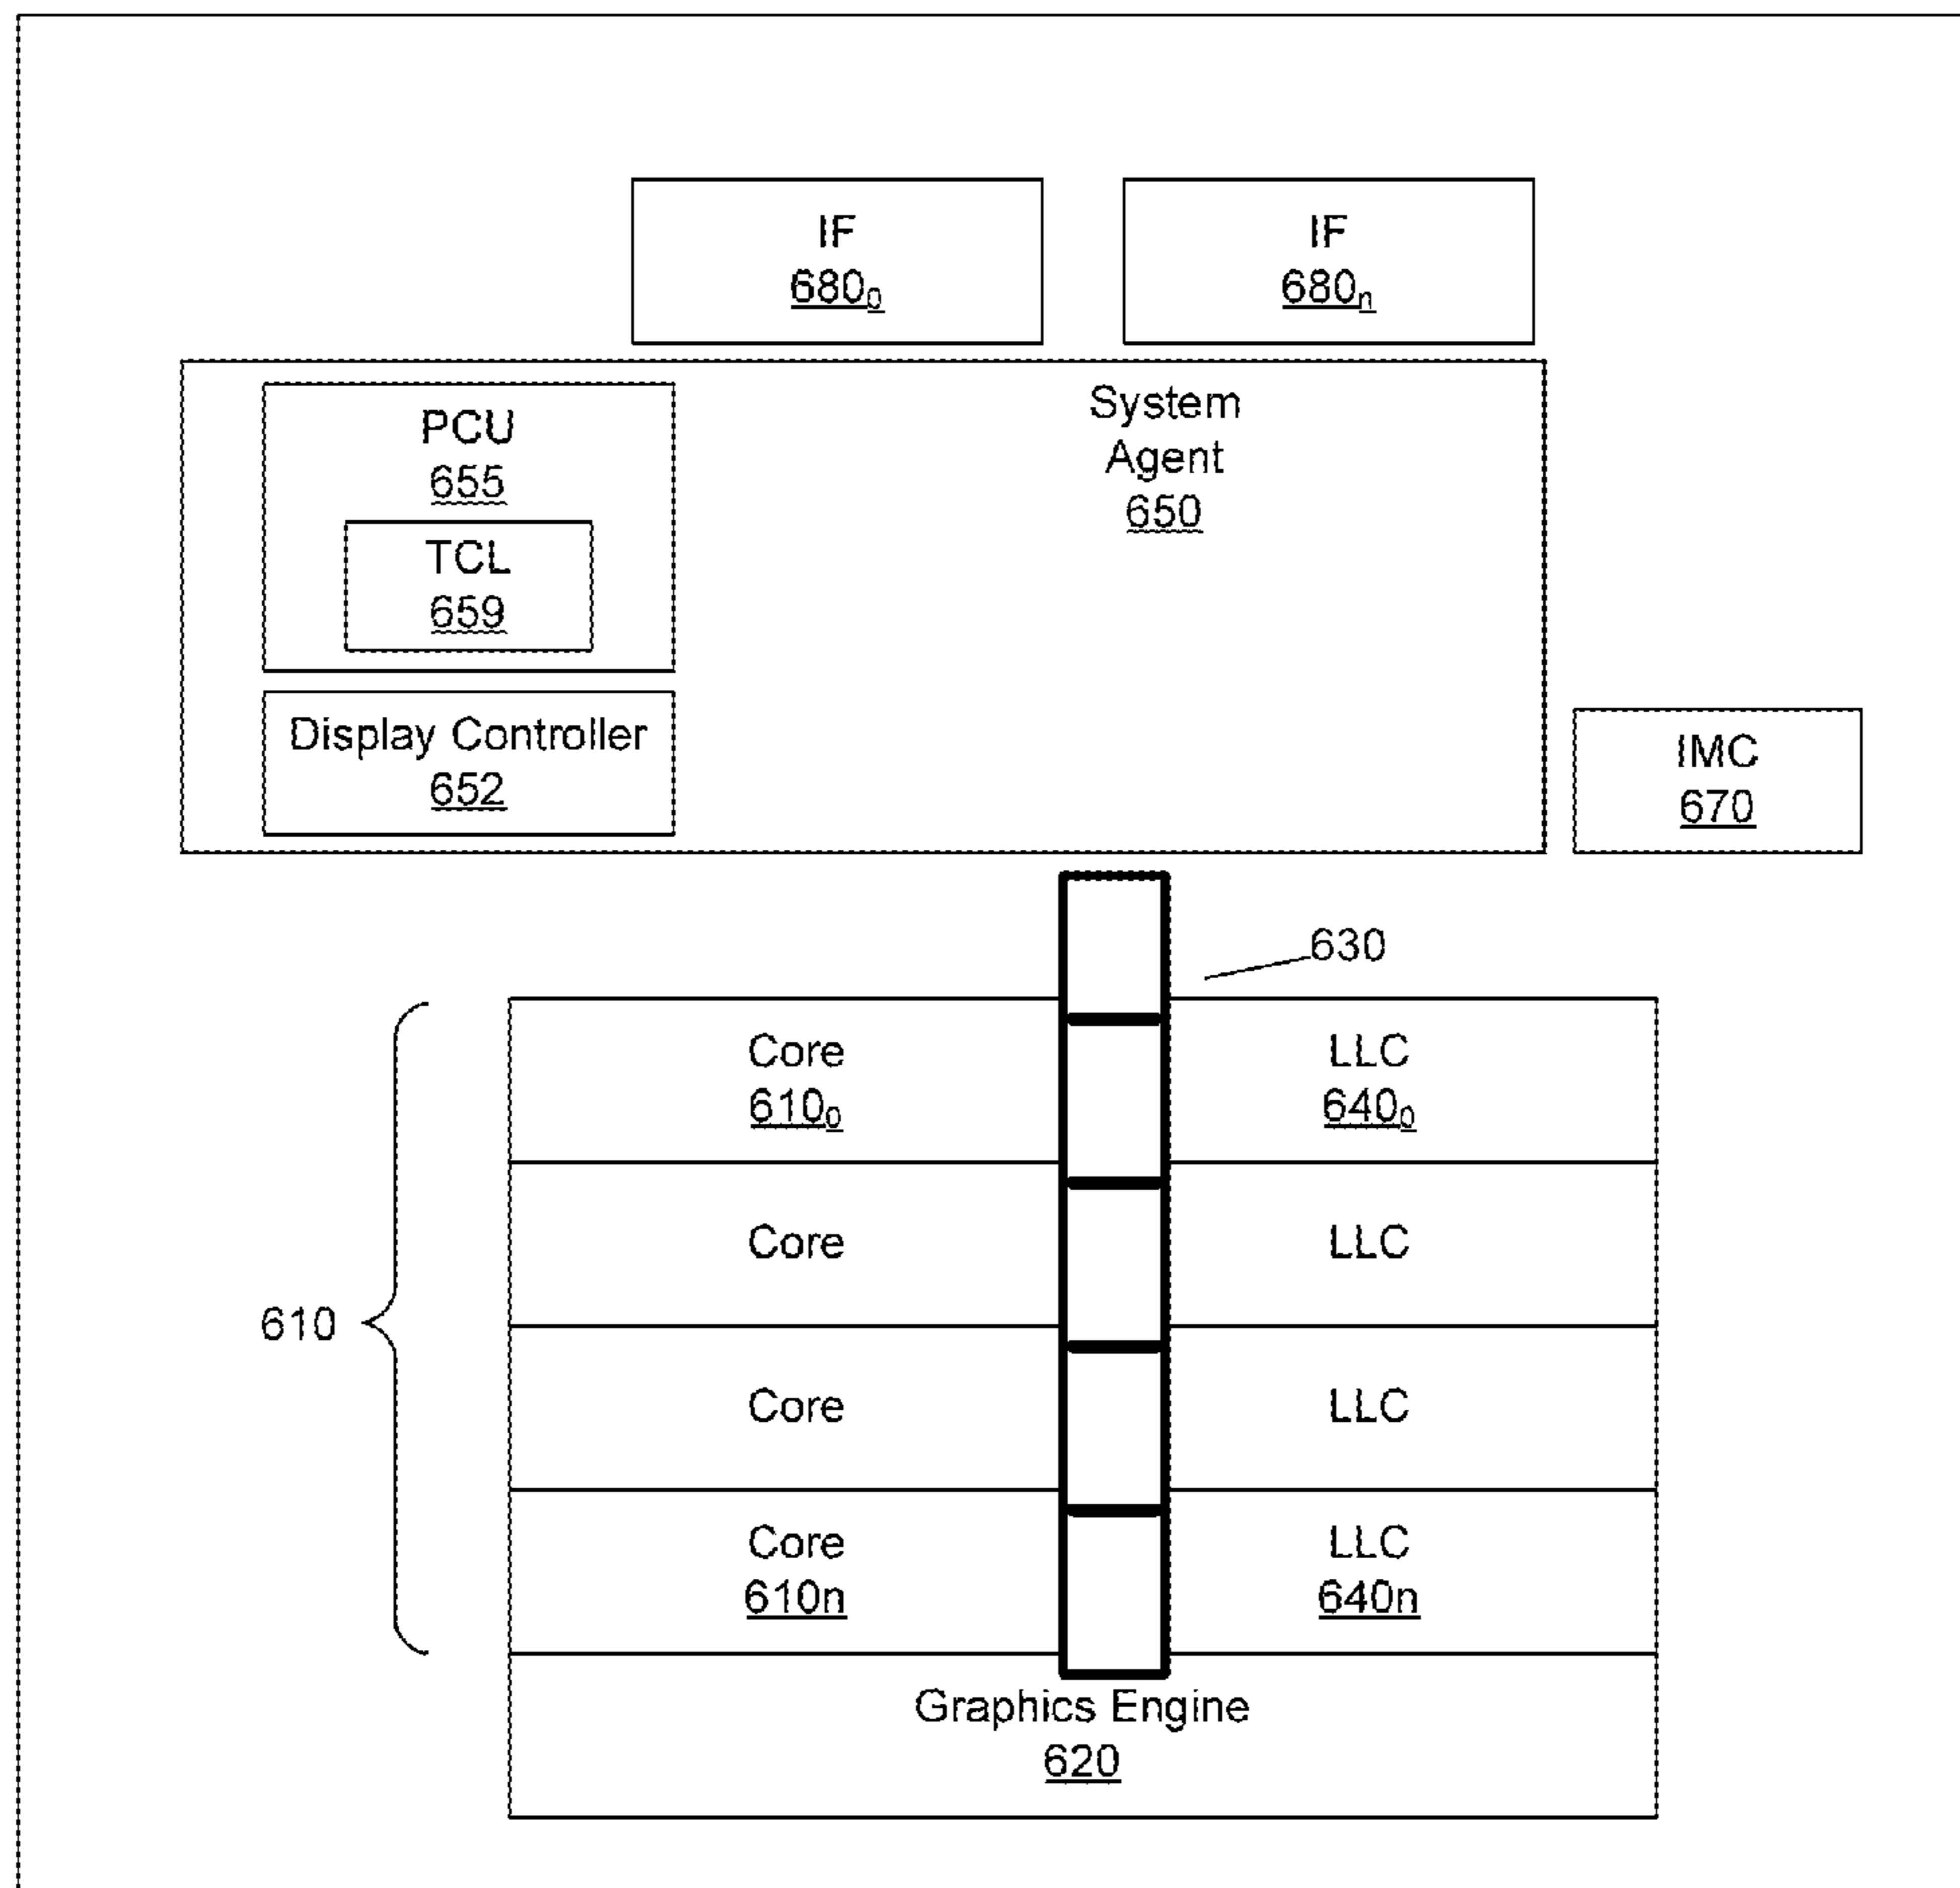 IF
680₀
IF
680ₙ
PCU
655
TCL
659
System
Agent
650
Display Controller
652
IMC
670
630
610
Core
610₀
LLC
640₀
Core
LLC
Core
LLC
Core
610n
LLC
640n
Graphics Engine
620